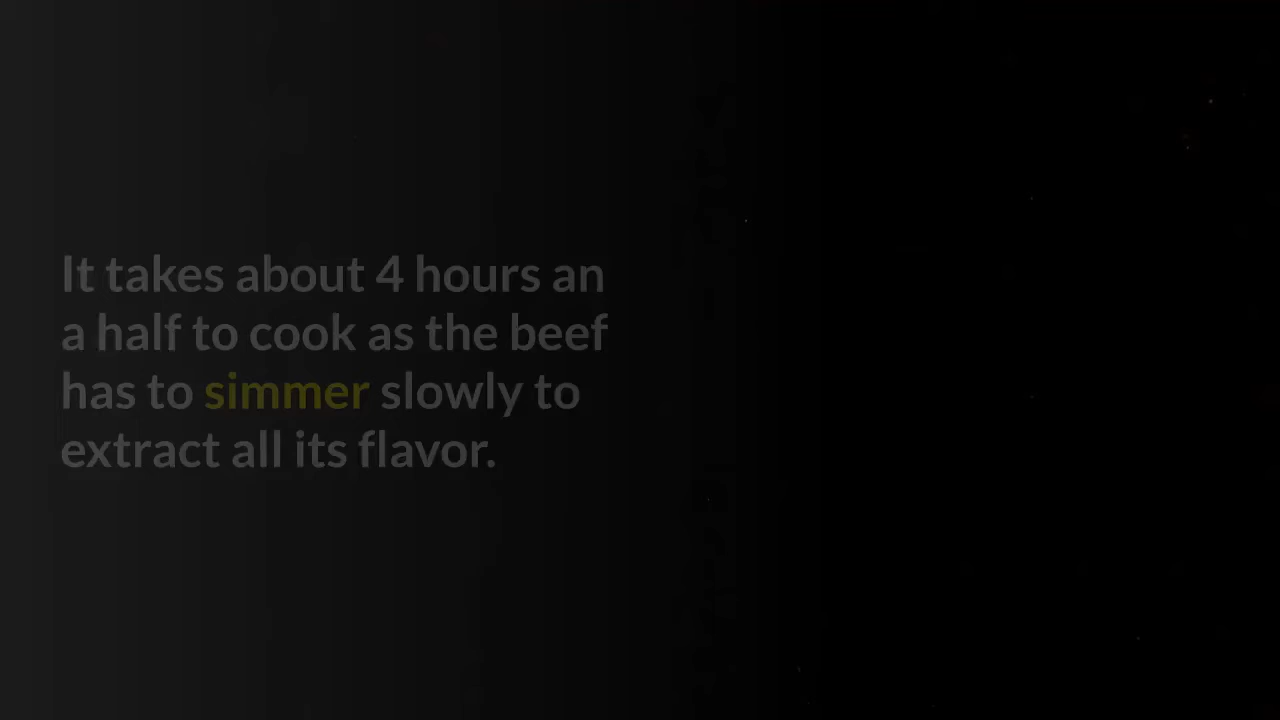 It takes about 4 hours an
a half to cook as the beef
has to simmer slowly to
extract all its flavor.